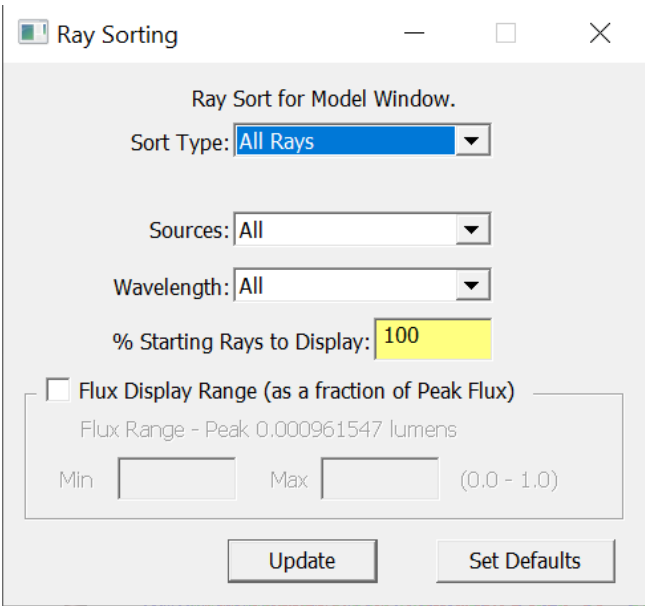 Ray Sorting
Ray Sort for Model Window.
Sort Type: All Rays
Sources: All
Wavelength: All
% Starting Rays to Display: 100
Flux Display Range (as a fraction of Peak Flux)
Flux Range - Peak 0.000961547 lumens
Min Max (0.0 - 1.0)
Update Set Defaults